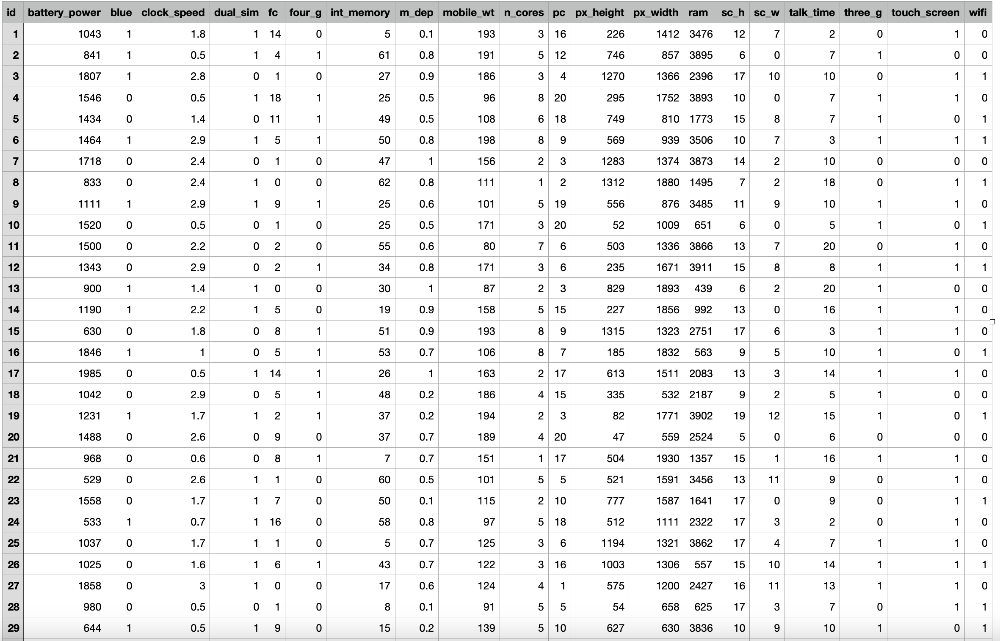 id battery_power blue clock_speed dual_sim fc four_g int_memory m_dep mobile_wt n_cores pc px_height px_width ram sc_h sc_w talk_time three_g touch_screen wifi
1 1043 1 1.8 1 14 0 5 0.1 193 3 16 226 1412 3476 12 7 2 0 1 0
2 841 1 0.5 1 4 1 61 0.8 191 5 12 746 857 3895 6 0 7 1 0 0
3 1807 1 2.8 0 1 0 27 0.9 186 3 4 1270 1366 2396 17 10 10 0 1 1
4 1546 0 0.5 1 18 1 25 0.5 96 8 20 295 1752 3893 10 0 7 1 1 0
5 1434 0 1.4 0 11 1 49 0.5 108 6 18 749 810 1773 15 8 7 1 0 1
6 1464 1 2.9 1 5 1 50 0.8 198 8 9 569 939 3506 10 7 3 1 1 1
7 1718 0 2.4 0 1 0 47 1 156 2 3 1283 1374 3873 14 2 10 0 0 0
8 833 0 2.4 1 0 0 62 0.8 111 1 2 1312 1880 1495 7 2 18 0 1 1
9 1111 1 2.9 1 9 1 25 0.6 101 5 19 556 876 3485 11 9 10 1 1 0
10 1520 0 0.5 0 1 0 25 0.5 171 3 20 52 1009 651 6 0 5 1 0 1
11 1500 0 2.2 0 2 0 55 0.6 80 7 6 503 1336 3866 13 7 20 0 1 0
12 1343 0 2.9 0 2 1 34 0.8 171 3 6 235 1671 3911 15 8 8 1 1 1
13 900 1 1.4 1 0 0 30 1 87 2 3 829 1893 439 6 2 20 1 0 0
14 1190 1 2.2 1 5 0 19 0.9 158 5 15 227 1856 992 13 0 16 1 1 0
15 630 0 1.8 0 8 1 51 0.9 193 8 9 1315 1323 2751 17 6 3 1 1 0
16 1846 1 1 0 5 1 53 0.7 106 8 7 185 1832 563 9 5 10 1 0 1
17 1985 0 0.5 1 14 1 26 1 163 2 17 613 1511 2083 13 3 14 1 1 0
18 1042 0 2.9 0 5 1 48 0.2 186 4 15 335 532 2187 9 2 5 1 0 0
19 1231 1 1.7 1 2 1 37 0.2 194 2 3 82 1771 3902 19 12 15 1 0 1
20 1488 0 2.6 0 9 0 37 0.7 189 4 20 47 559 2524 5 0 6 0 0 0
21 968 0 0.6 0 8 1 7 0.7 151 1 17 504 1930 1357 15 1 16 1 1 0
22 529 0 2.6 1 1 0 60 0.5 101 5 5 521 1591 3456 13 11 9 0 1 0
23 1558 0 1.7 1 7 0 50 0.1 115 2 10 777 1587 1641 17 0 9 0 1 1
24 533 1 0.7 1 16 0 58 0.8 97 5 18 512 1111 2322 17 3 2 0 1 0
25 1037 0 1.7 1 1 0 5 0.7 125 3 6 1194 1321 3862 17 4 7 1 1 0
26 1025 0 1.6 1 6 1 43 0.7 122 3 16 1003 1306 557 15 10 14 1 1 1
27 1858 0 3 1 0 0 17 0.6 124 4 1 575 1200 2427 16 11 13 1 1 0
28 980 0 0.5 0 1 0 8 0.1 91 5 5 54 658 625 17 3 7 0 1 1
29 644 1 0.5 1 9 0 15 0.2 139 5 10 627 630 3836 10 9 10 1 0 1